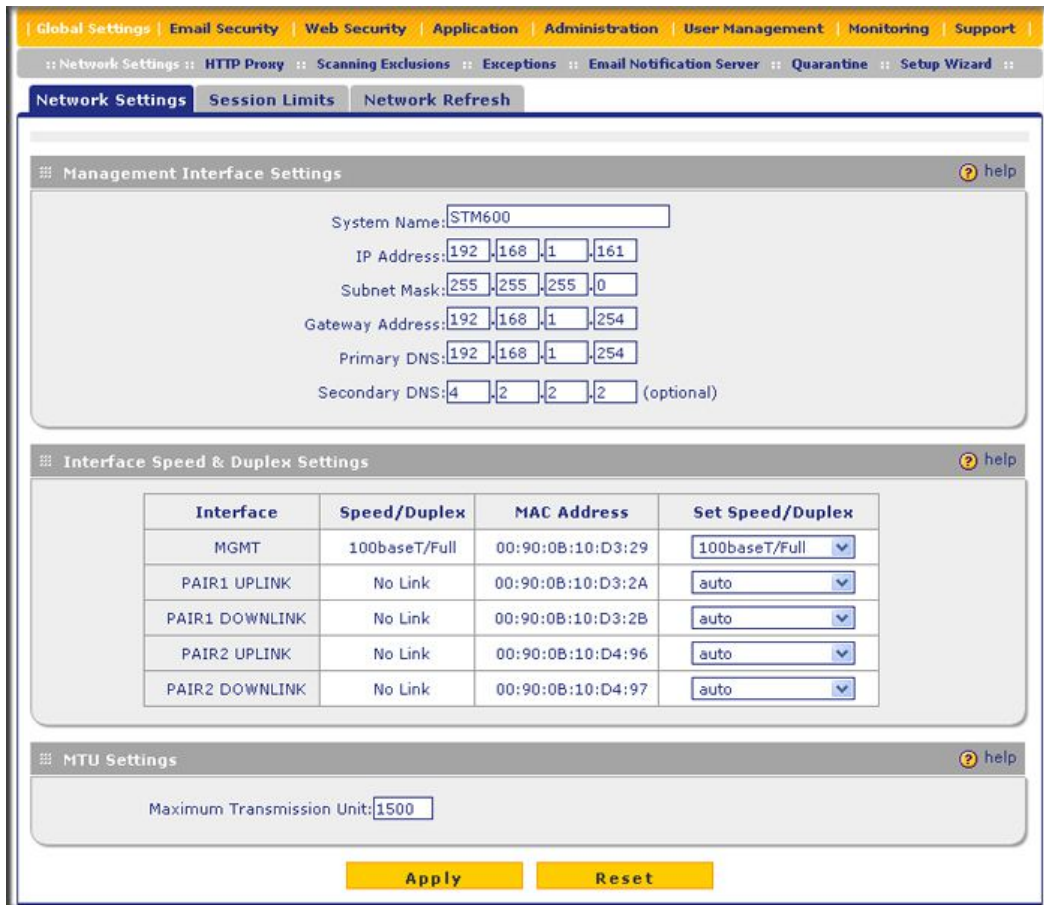 | Global Settings | Email Security | Web Security | Application | Administration | User Management | Monitoring | Support |
:: Network Settings :: HTTP Proxy :: Scanning Exclusions :: Exceptions :: Email Notification Server :: Quarantine :: Setup Wizard ::
Network Settings Session Limits Network Refresh
Management Interface Settings ? help
System Name: STM600
IP Address: 192 . 168 . 1 . 161
Subnet Mask: 255 . 255 . 255 . 0
Gateway Address: 192 . 168 . 1 . 254
Primary DNS: 192 . 168 . 1 . 254
Secondary DNS: 4 . 2 . 2 . 2 (optional)
Interface Speed & Duplex Settings ? help
Interface Speed/Duplex MAC Address Set Speed/Duplex
MGMT 100baseT/Full 00:90:0B:10:D3:29 100baseT/Full
PAIR1 UPLINK No Link 00:90:0B:10:D3:2A auto
PAIR1 DOWNLINK No Link 00:90:0B:10:D3:2B auto
PAIR2 UPLINK No Link 00:90:0B:10:D4:96 auto
PAIR2 DOWNLINK No Link 00:90:0B:10:D4:97 auto
MTU Settings ? help
Maximum Transmission Unit: 1500
Apply Reset